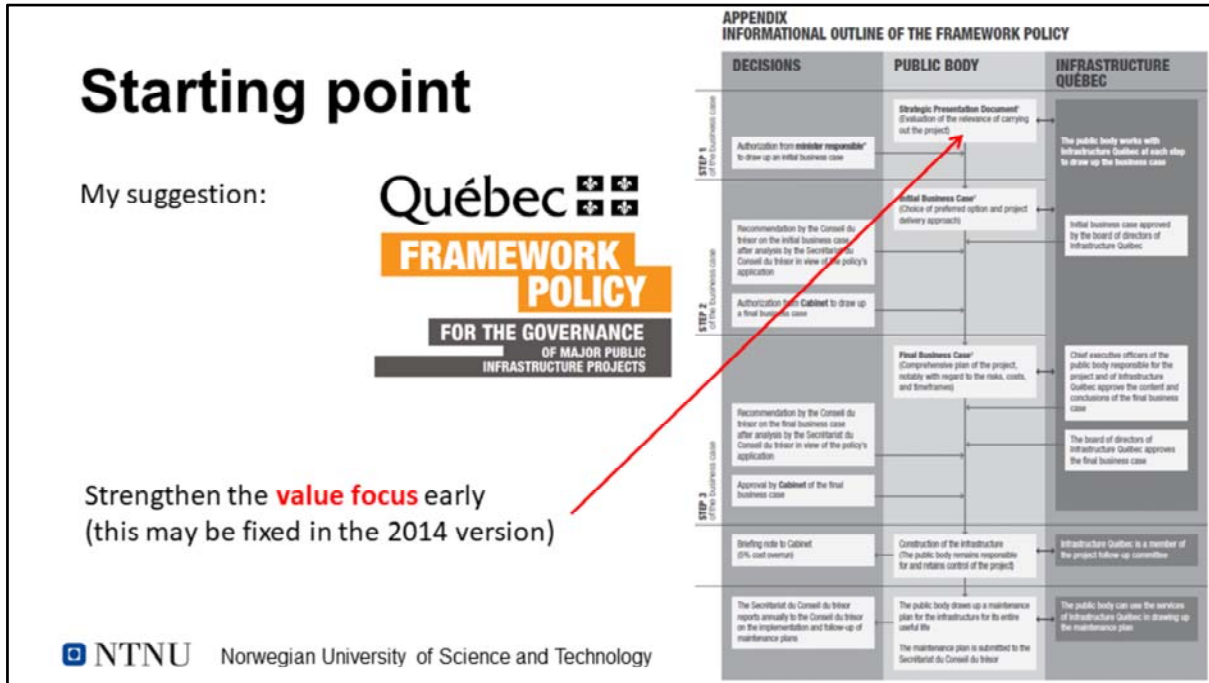 Starting point
My suggestion:
Québec
FRAMEWORK
POLICY
FOR THE GOVERNANCE
OF MAJOR PUBLIC
INFRASTRUCTURE PROJECTS
Strengthen the value focus early
(this may be fixed in the 2014 version)
NTNU Norwegian University of Science and Technology
APPENDIX
INFORMATIONAL OUTLINE OF THE FRAMEWORK POLICY
DECISIONS
PUBLIC BODY
INFRASTRUCTURE
QUÉBEC
STEP 1
of the business case
Strategic Presentation Document¹
(Evaluation of the relevance of carrying
out the project)
The public body works with
Infrastructure Québec at each step
to draw up the business case
Authorization from minister responsible
to draw up an initial business case
STEP 2
of the business case
Initial Business Case
(Choice of preferred option and project
delivery approach)
Recommendation by the Conseil du
trésor on the initial business case
after analysis by the Secrétariat du
Conseil du trésor in view of the policy's
application
Initial business case approved
by the board of directors of
Infrastructure Québec
Authorization from Cabinet to draw up
a final business case
STEP 3
of the business case
Final Business Case
(Comprehensive plan of the project,
notably with regard to the risks, costs,
and timeframes)
Chief executive officers of the
public body responsible for the
project and of Infrastructure
Québec approve the content and
conclusions of the final business
case
Recommendation by the Conseil du
trésor on the final business case
after analysis by the Secrétariat du
Conseil du trésor in view of the policy's
application
The board of directors of
Infrastructure Québec approves
the final business case
Approval by Cabinet of the final
business case
Briefing note to Cabinet
(5% cost overrun)
Construction of the infrastructure
(The public body remains responsible
for and retains control of the project)
Infrastructure Québec is a member of
the project follow-up committee
The Secrétariat du Conseil du trésor
reports annually to the Conseil du trésor
on the implementation and follow-up of
maintenance plans
The public body draws up a maintenance
plan for the infrastructure for its entire
useful life
The maintenance plan is submitted to the
Secrétariat du Conseil du trésor
The public body can use the services
of Infrastructure Québec in drawing up
the maintenance plan